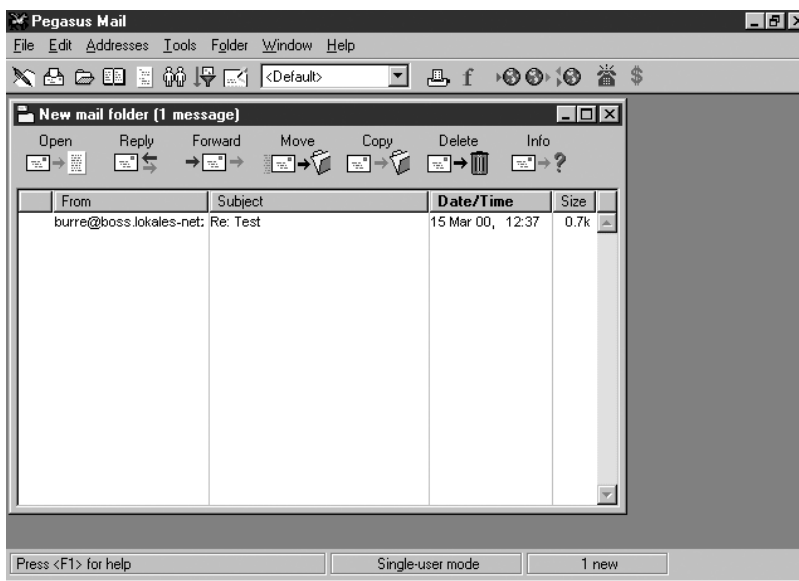 Pegasus Mail
File Edit Addresses Tools Folder Window Help
<Default>
New mail folder (1 message)
Open Reply Forward Move Copy Delete Info
From Subject Date/Time Size
burre@boss.lokales-net: Re: Test 15 Mar 00, 12:37 0.7k
Press <F1> for help Single-user mode 1 new